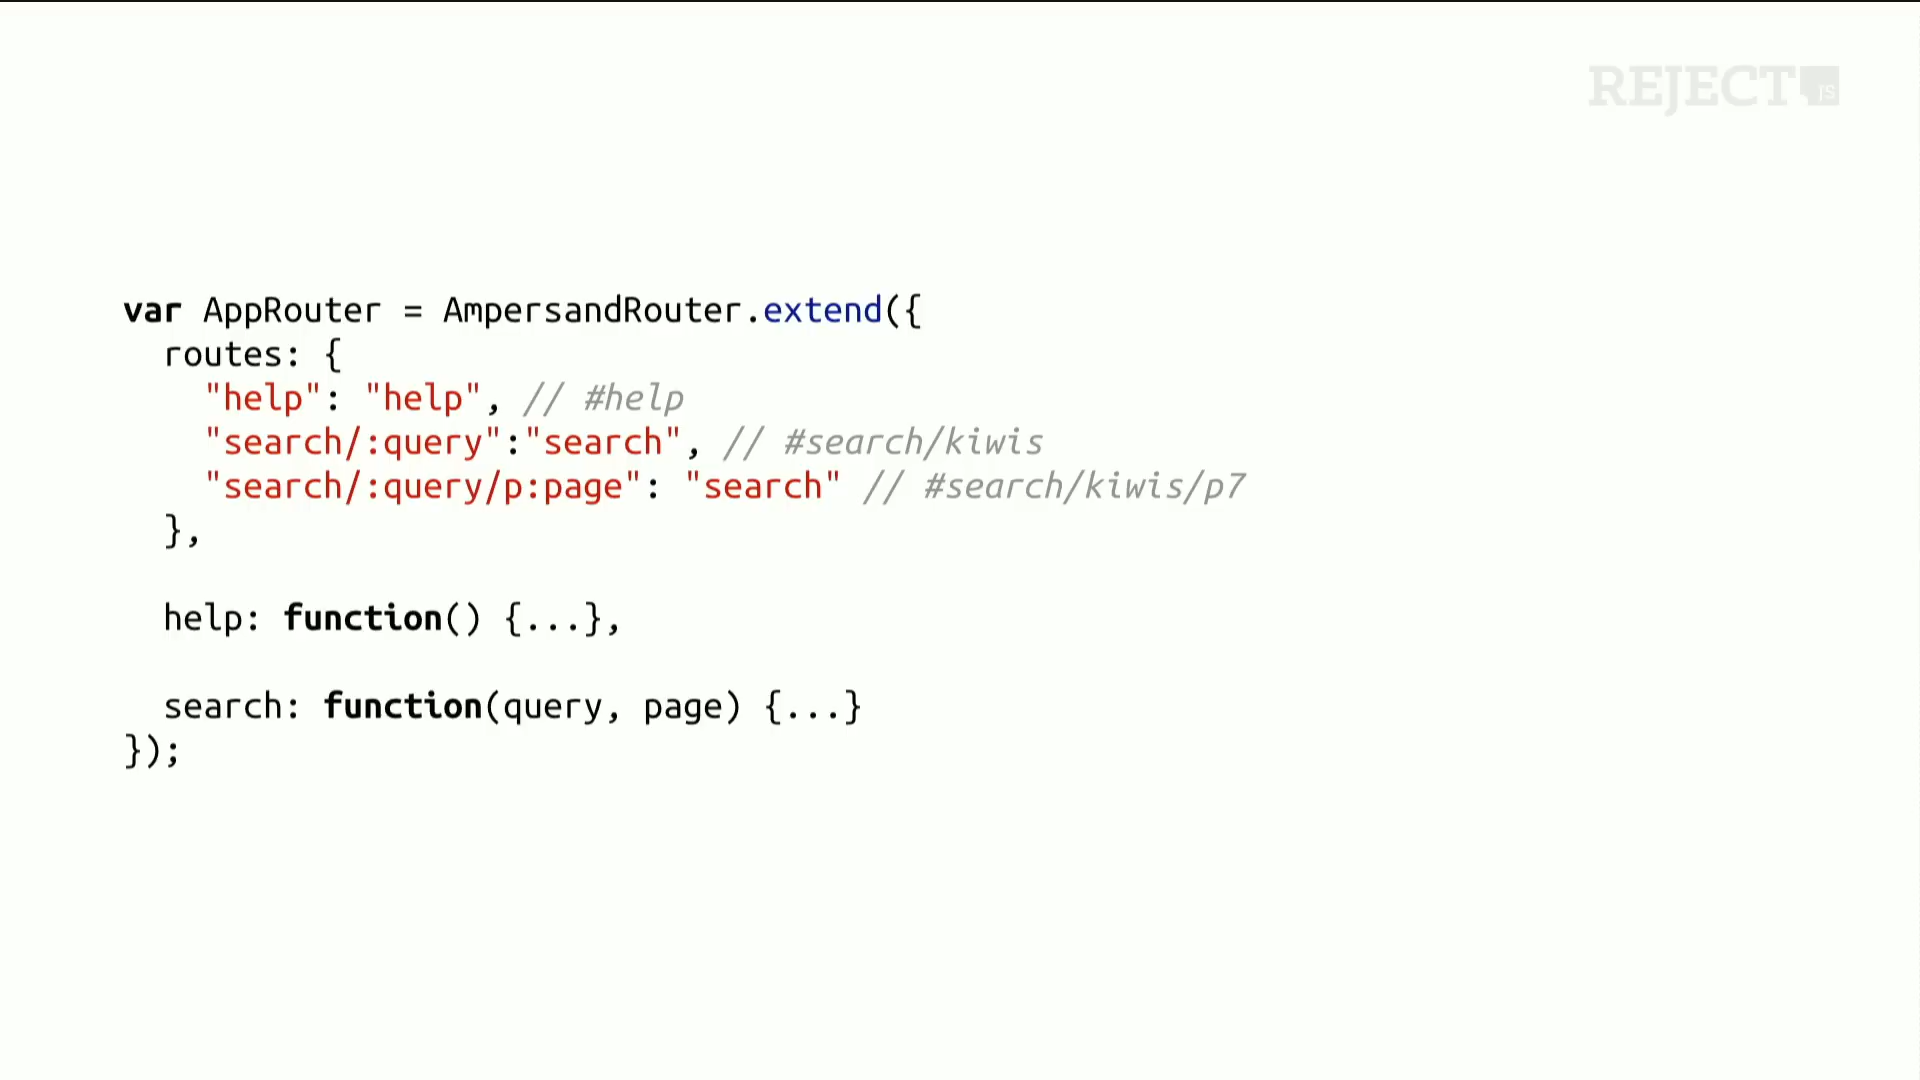 REJECT JS
var AppRouter = AmpersandRouter.extend({
  routes: {
    "help": "help", // #help
    "search/:query":"search", // #search/kiwis
    "search/:query/p:page": "search" // #search/kiwis/p7
  },
  help: function() {...},
  search: function(query, page) {...}
});